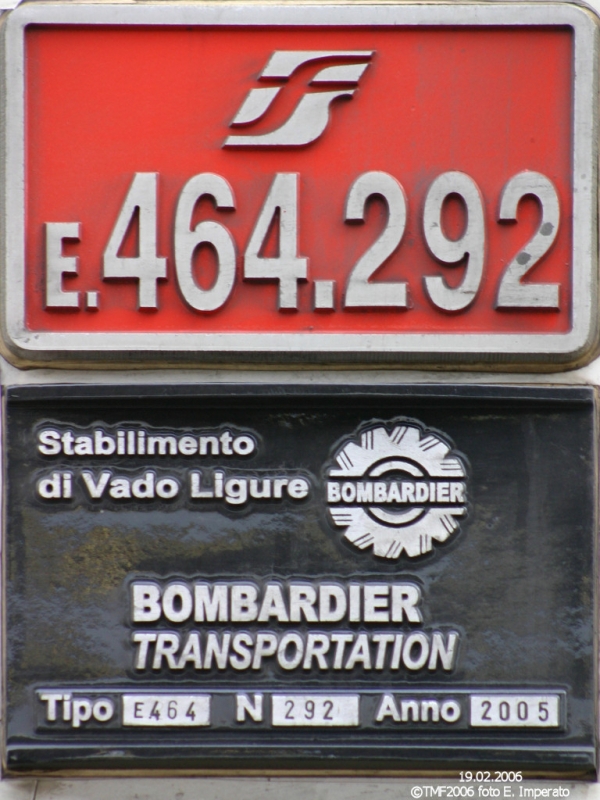 E.464.292
Stabilimento
di Vado Ligure
BOMBARDIER
BOMBARDIER
TRANSPORTATION
Tipo E464 N 292 Anno 2005
19.02.2006
©TMF2006 foto E. Imperato